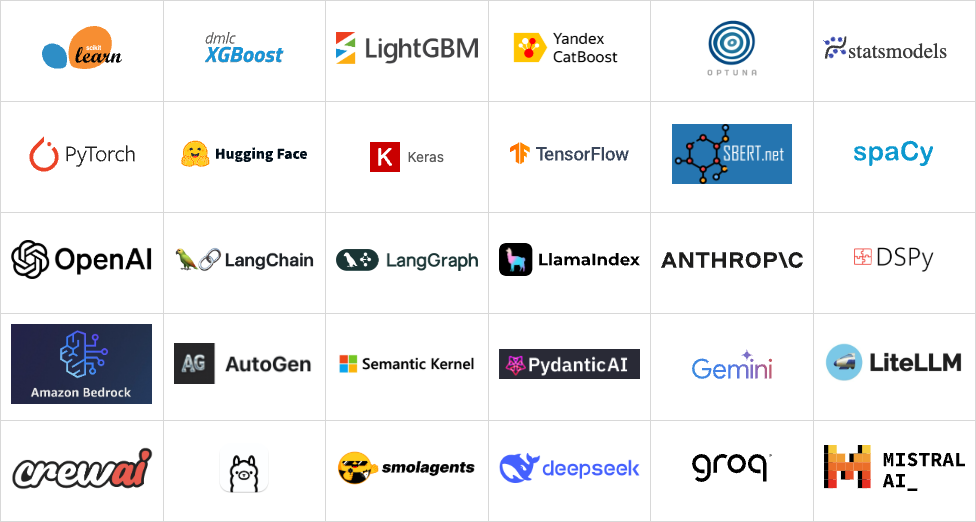 scikit
learn
dmlc
XGBoost
LightGBM
Yandex
CatBoost
OPTUNA
statsmodels
PyTorch
Hugging Face
K Keras
TensorFlow
SBERT.net
spaCy
OpenAI
LangChain
LangGraph
LlamaIndex
ANTHROP\C
DSPy
Amazon Bedrock
AG AutoGen
Semantic Kernel
PydanticAI
Gemini
LiteLLM
crewai
smolagents
deepseek
groq
MISTRAL
AI_